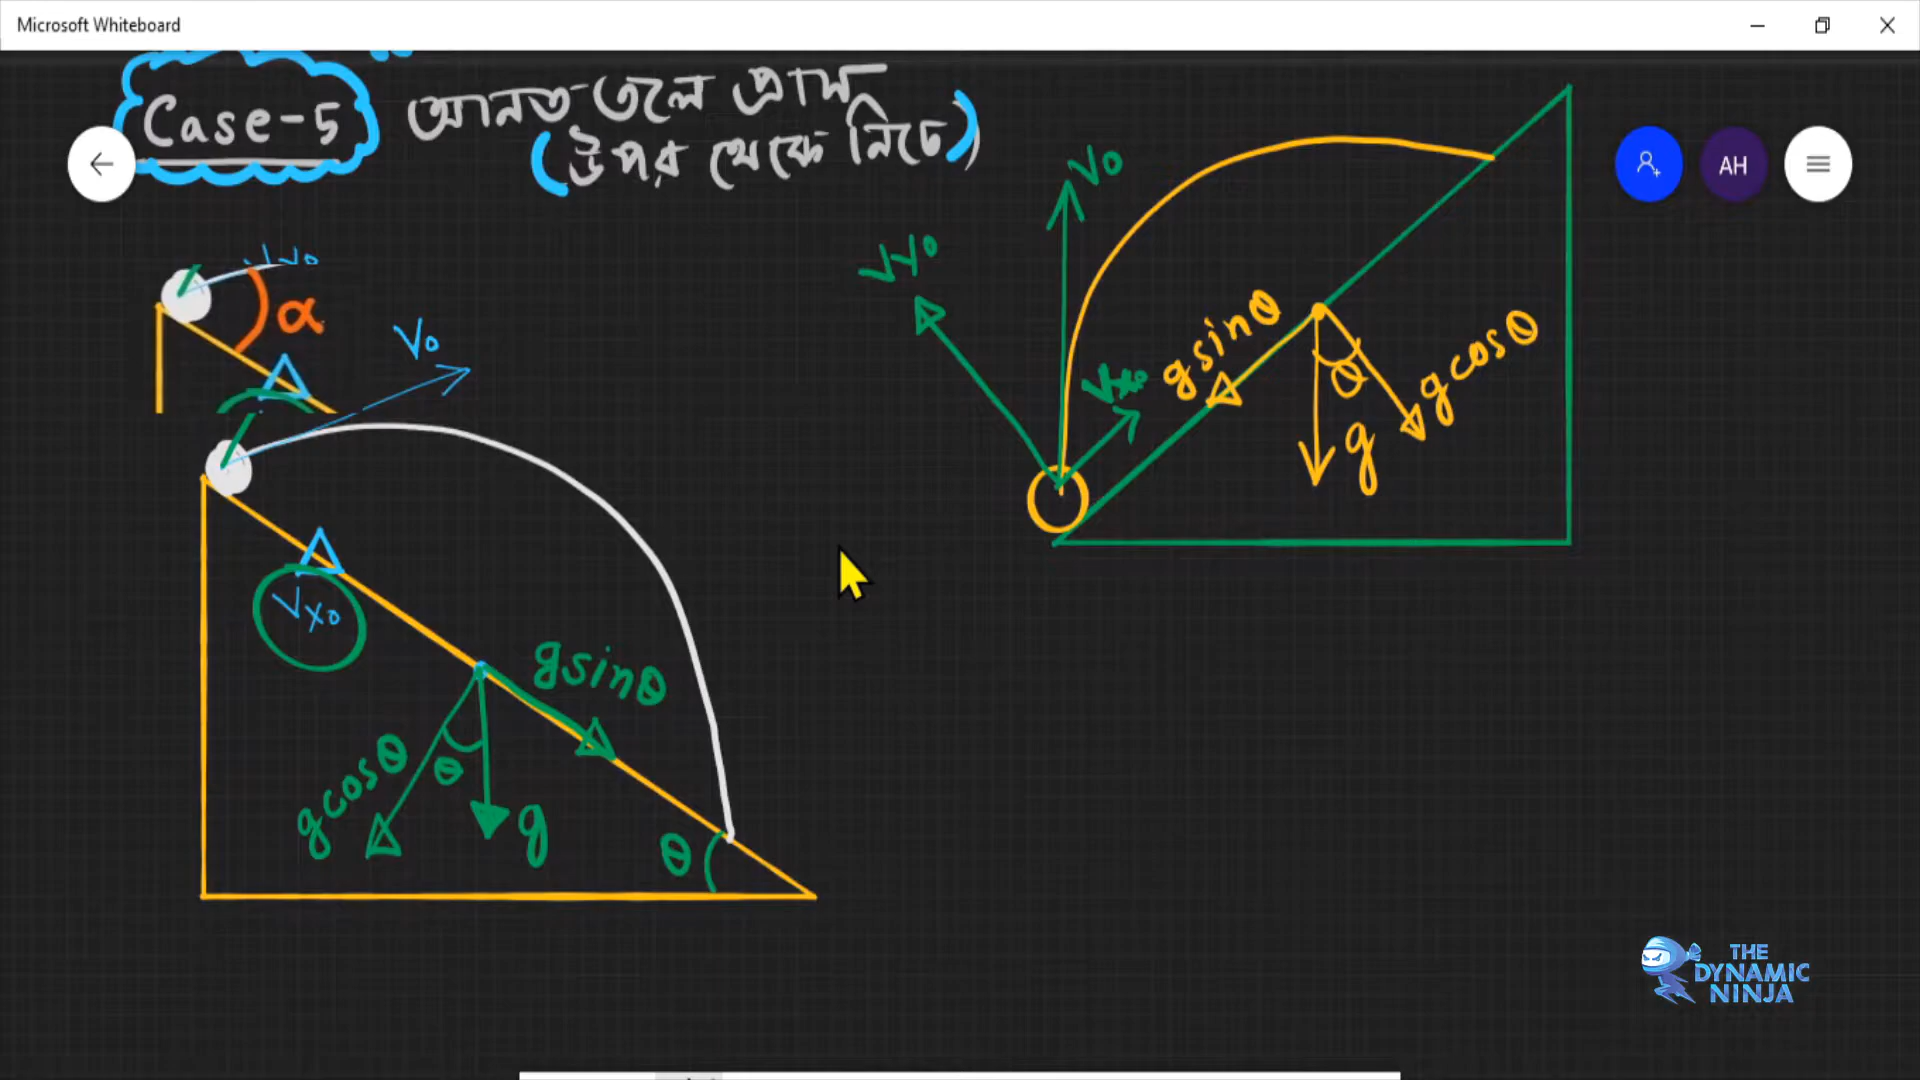 Microsoft Whiteboard
Case-5 আনত তলে প্রাস
(উপর থেকে নিচে)
AH
α
V₀
Vx₀
gsinθ
gcosθ
θ
g
θ
V₀
Vy₀
Vx₀
gsinθ
θ
gcosθ
g
THE
DYNAMIC
NINJA